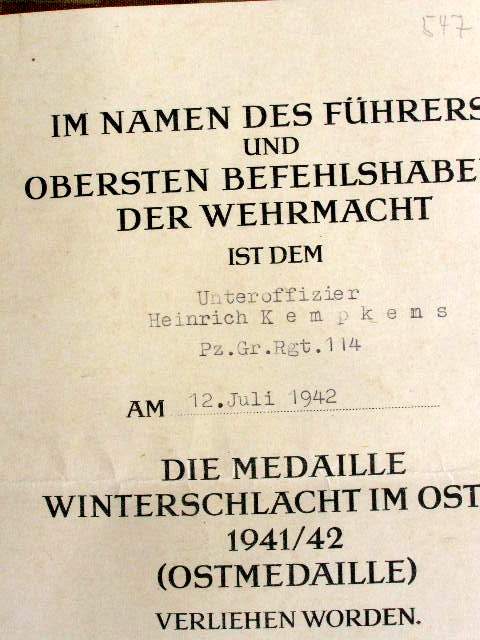 547
IM NAMEN DES FÜHRERS
UND
OBERSTEN BEFEHLSHABE
DER WEHRMACHT
IST DEM
Unteroffizier
Heinrich K e m p k e m s
Pz.Gr.Rgt.114
AM 12.Juli 1942
DIE MEDAILLE
WINTERSCHLACHT IM OST
1941/42
(OSTMEDAILLE)
VERLIEHEN WORDEN.